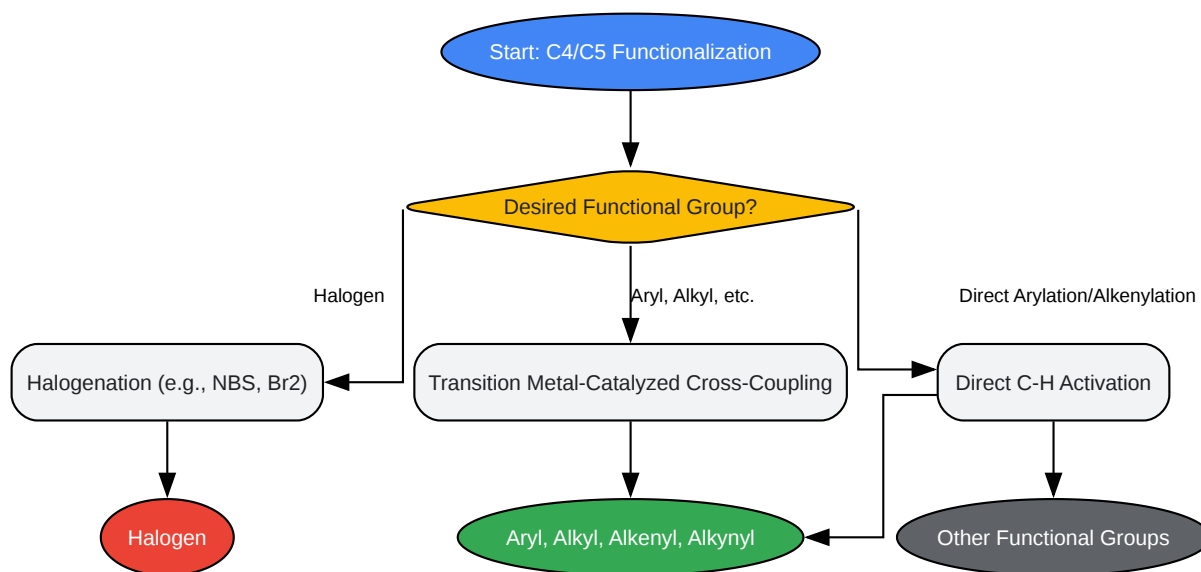 Start: C4/C5 Functionalization
Desired Functional Group?
Halogen
Aryl, Alkyl, etc.
Direct Arylation/Alkenylation
Halogenation (e.g., NBS, Br2)
Transition Metal-Catalyzed Cross-Coupling
Direct C-H Activation
Halogen
Aryl, Alkyl, Alkenyl, Alkynyl
Other Functional Groups